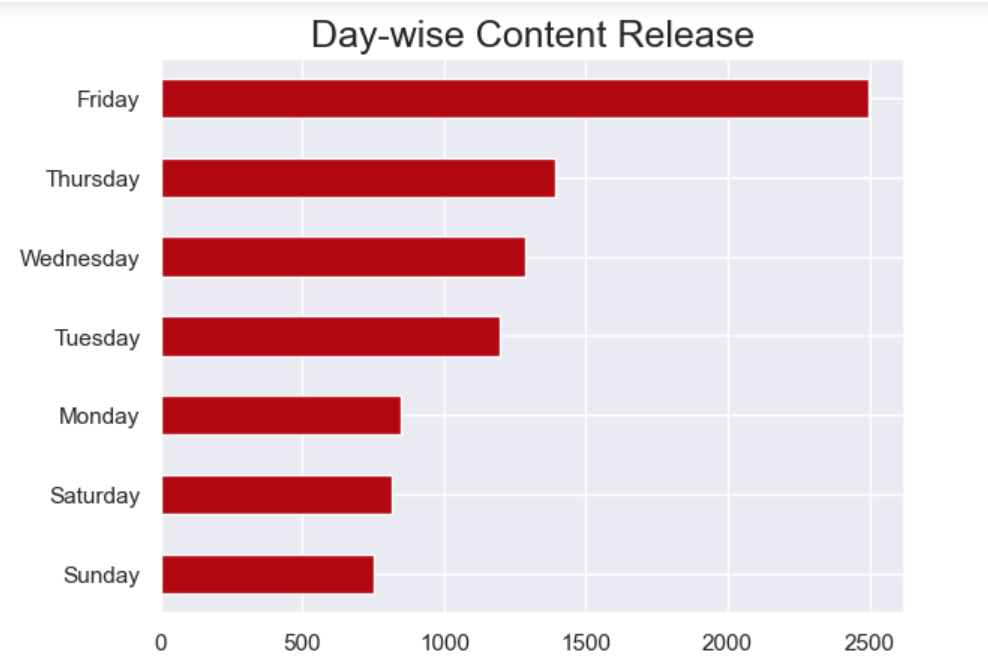 Day-wise Content Release
Friday
Thursday
Wednesday
Tuesday
Monday
Saturday
Sunday
0 500 1000 1500 2000 2500